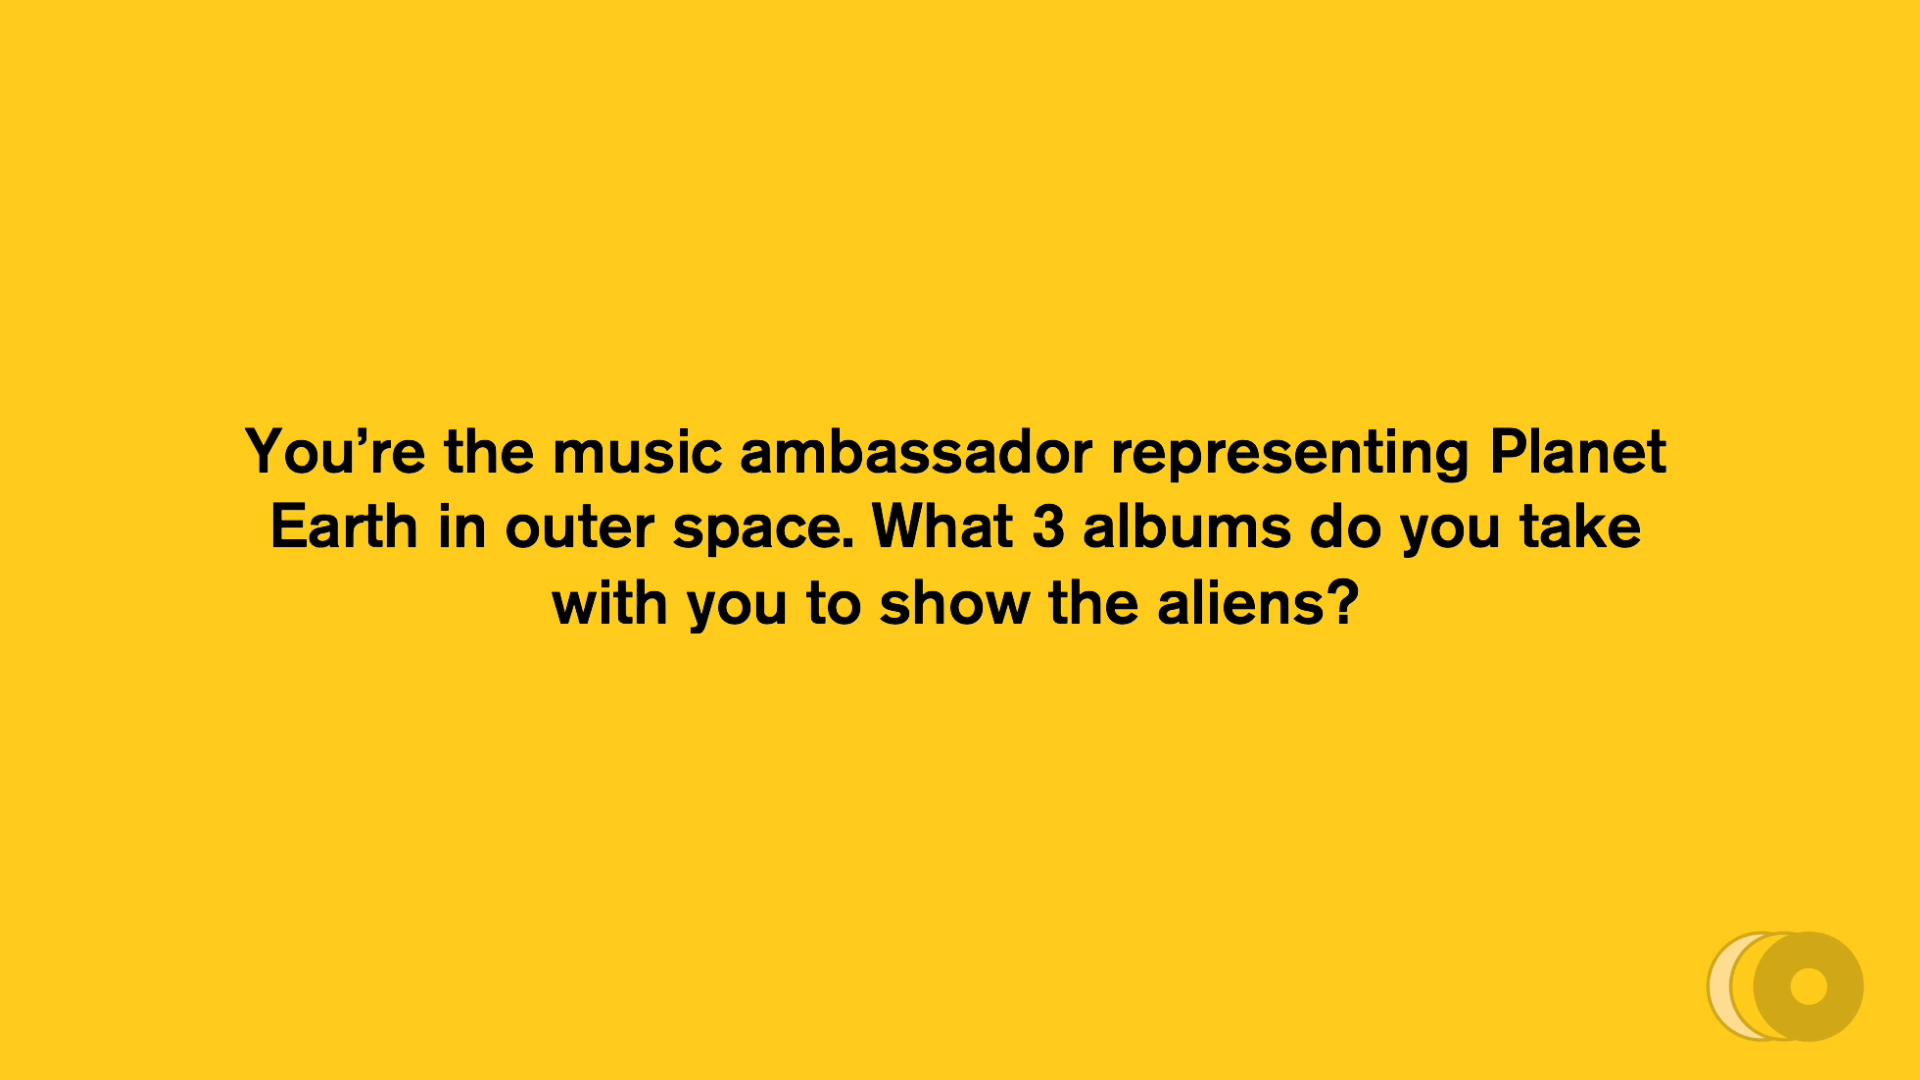 You’re the music ambassador representing Planet
Earth in outer space. What 3 albums do you take
with you to show the aliens?